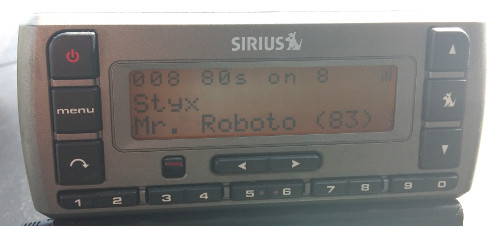 SIRIUS
008 80s on 8
Styx
Mr. Roboto (83)
menu
1 2 3 4 5 6 7 8 9 0